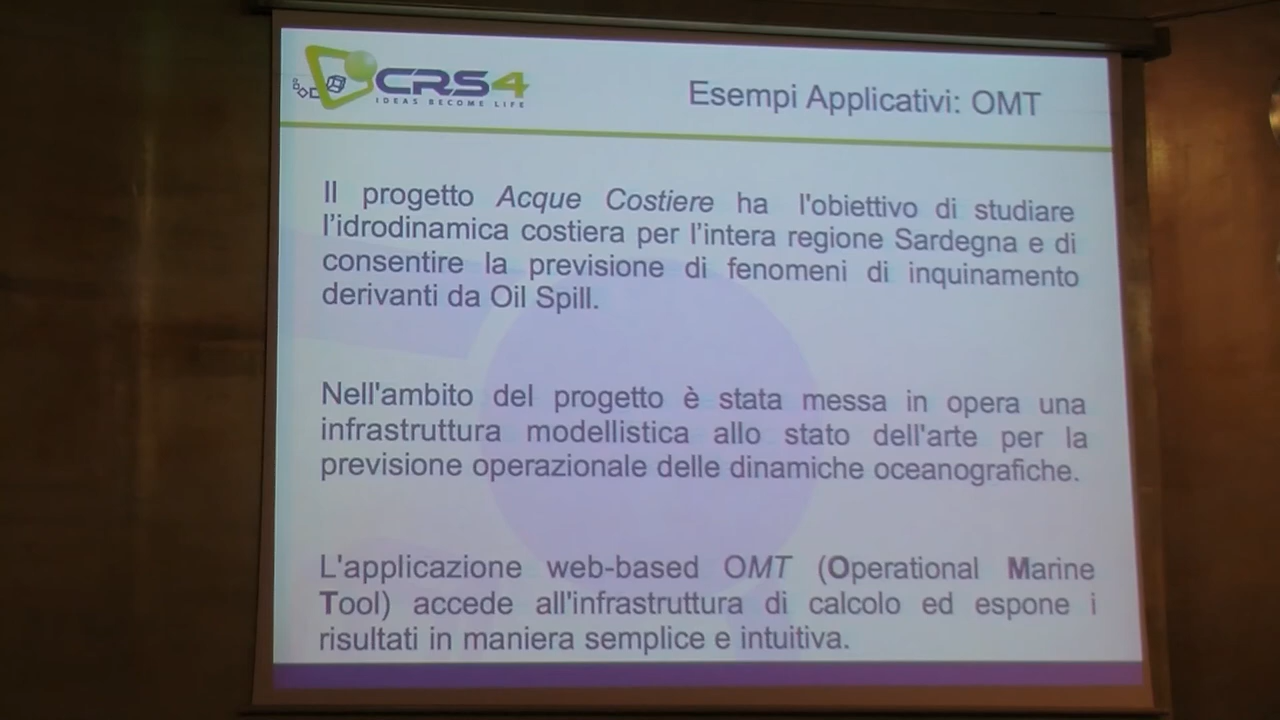 CRS4
IDEAS BECOME LIFE
Esempi Applicativi: OMT
Il progetto Acque Costiere ha l'obiettivo di studiare
l'idrodinamica costiera per l'intera regione Sardegna e di
consentire la previsione di fenomeni di inquinamento
derivanti da Oil Spill.
Nell'ambito del progetto è stata messa in opera una
infrastruttura modellistica allo stato dell'arte per la
previsione operazionale delle dinamiche oceanografiche.
L'applicazione web-based OMT (Operational Marine
Tool) accede all'infrastruttura di calcolo ed espone i
risultati in maniera semplice e intuitiva.